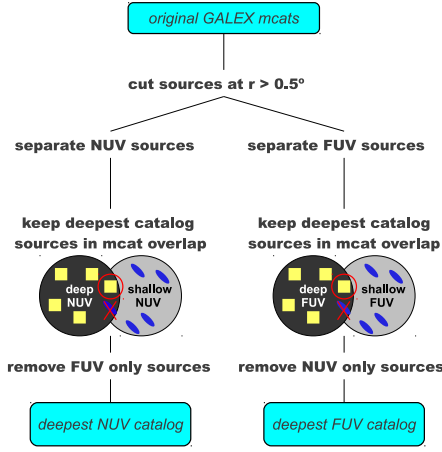 original GALEX mcats
cut sources at r > 0.5º
separate NUV sources
separate FUV sources
keep deepest catalog
sources in mcat overlap
keep deepest catalog
sources in mcat overlap
deep
NUV
shallow
NUV
deep
FUV
shallow
FUV
remove FUV only sources
remove NUV only sources
deepest NUV catalog
deepest FUV catalog